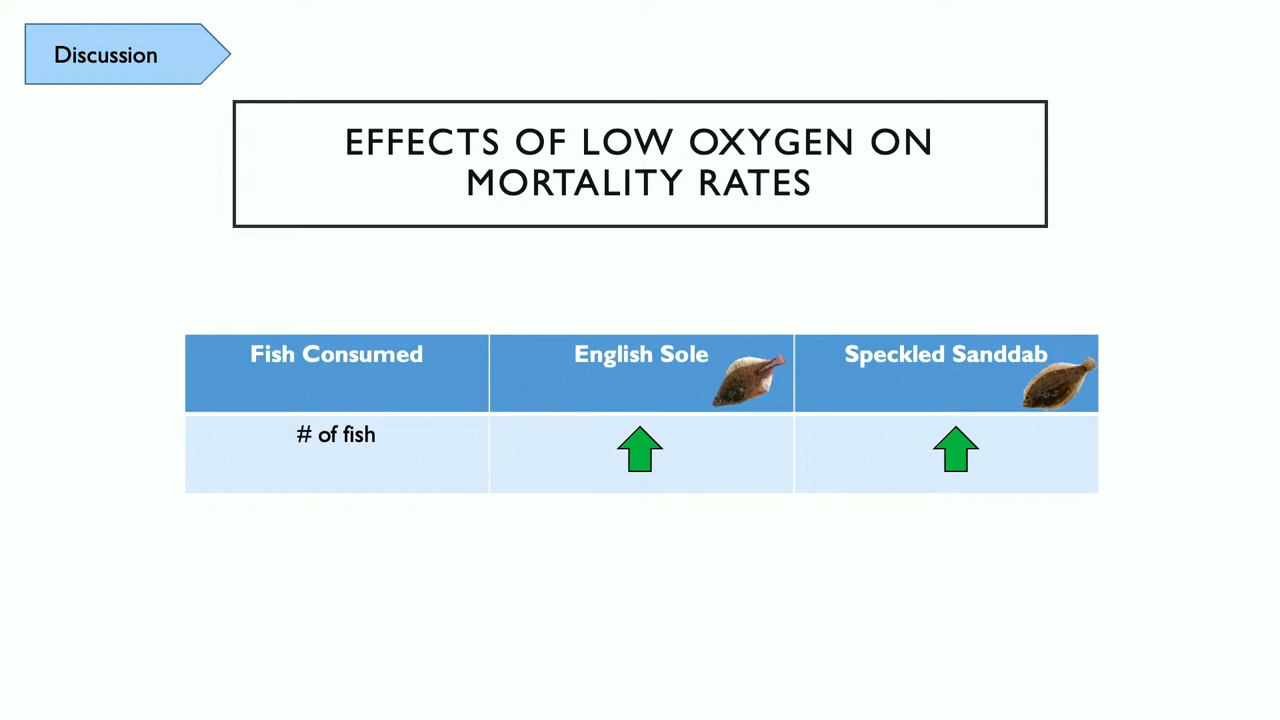 Discussion
EFFECTS OF LOW OXYGEN ON
MORTALITY RATES
Fish Consumed English Sole Speckled Sanddab
# of fish